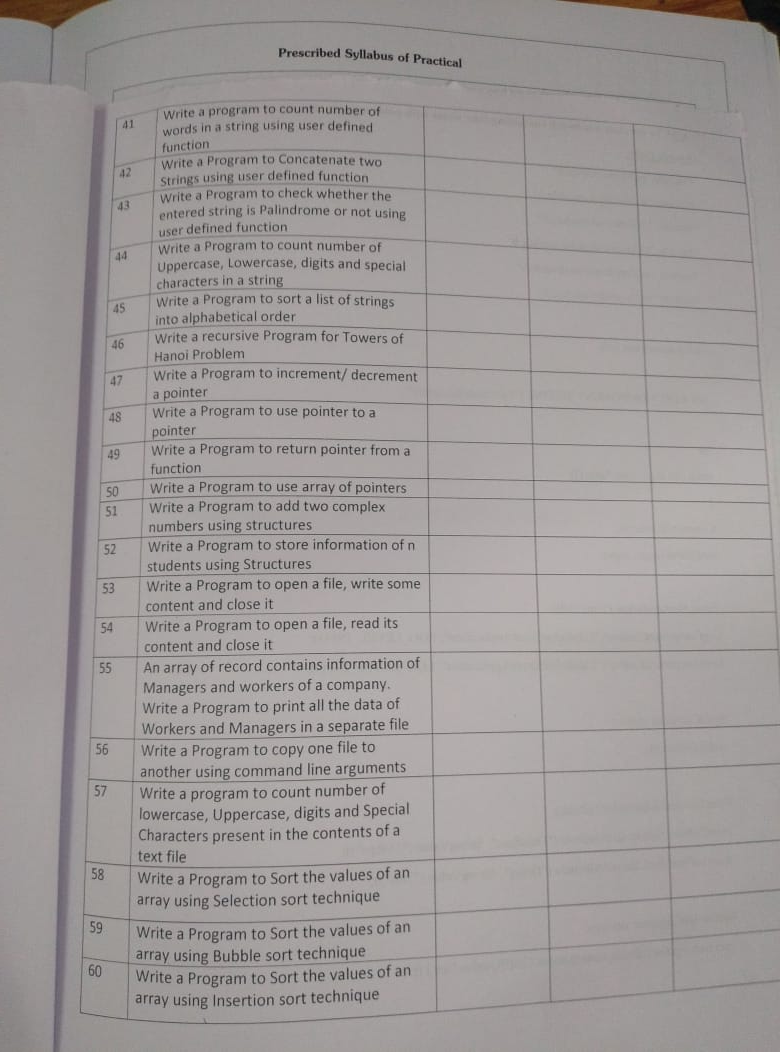 Prescribed Syllabus of Practical
41
Write a program to count number of
words in a string using user defined
function
42
Write a Program to Concatenate two
Strings using user defined function
43
Write a Program to check whether the
entered string is Palindrome or not using
user defined function
44
Write a Program to count number of
Uppercase, Lowercase, digits and special
characters in a string
45
Write a Program to sort a list of strings
into alphabetical order
46
Write a recursive Program for Towers of
Hanoi Problem
47
Write a Program to increment/ decrement
a pointer
48
Write a Program to use pointer to a
pointer
49
Write a Program to return pointer from a
function
50
Write a Program to use array of pointers
51
Write a Program to add two complex
numbers using structures
52
Write a Program to store information of n
students using Structures
53
Write a Program to open a file, write some
content and close it
54
Write a Program to open a file, read its
content and close it
55
An array of record contains information of
Managers and workers of a company.
Write a Program to print all the data of
Workers and Managers in a separate file
56
Write a Program to copy one file to
another using command line arguments
57
Write a program to count number of
lowercase, Uppercase, digits and Special
Characters present in the contents of a
text file
58
Write a Program to Sort the values of an
array using Selection sort technique
59
Write a Program to Sort the values of an
array using Bubble sort technique
60
Write a Program to Sort the values of an
array using Insertion sort technique